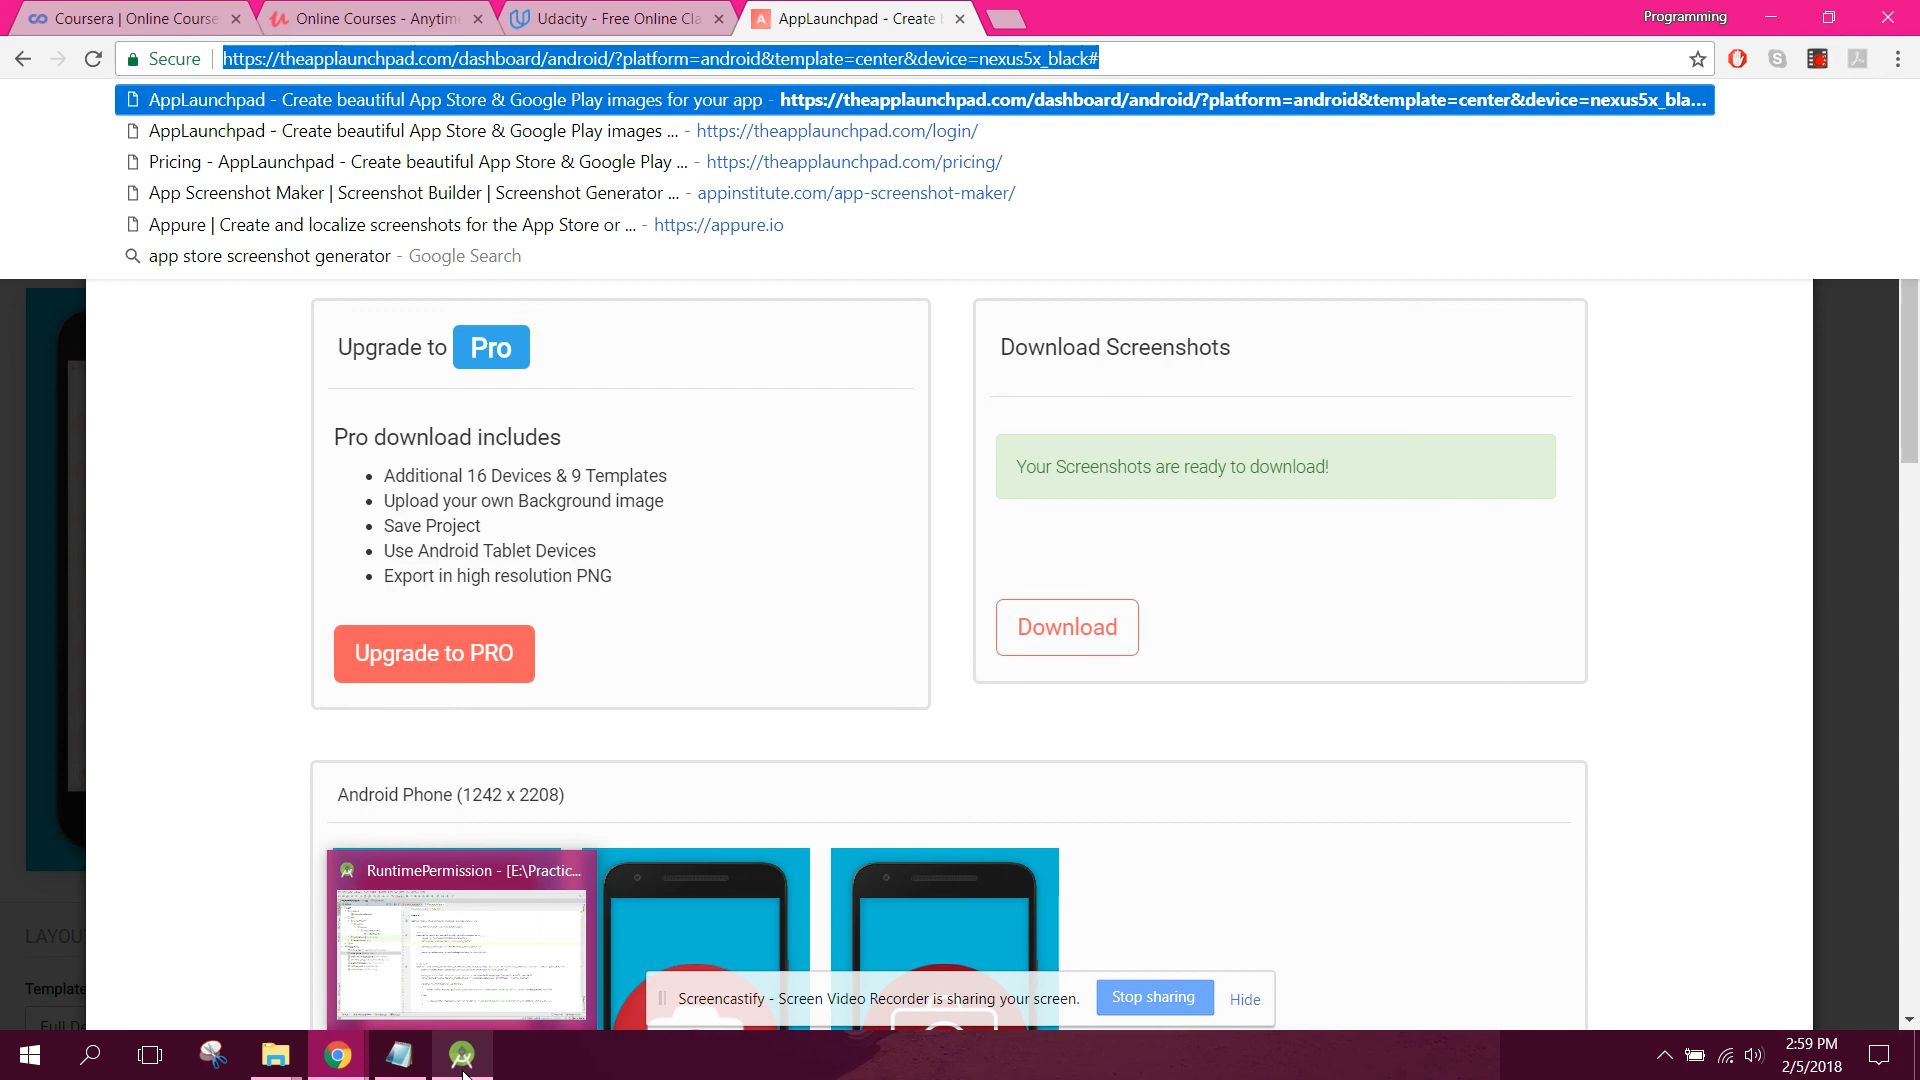 Coursera | Online Course
Online Courses - Anytim
Udacity - Free Online Cla
AppLaunchpad - Create
Programming
Secure
https://theapplaunchpad.com/dashboard/android/?platform=android&template=center&device=nexus5x_black#
AppLaunchpad - Create beautiful App Store & Google Play images for your app - https://theapplaunchpad.com/dashboard/android/?platform=android&template=center&device=nexus5x_bla...
AppLaunchpad - Create beautiful App Store & Google Play images ... - https://theapplaunchpad.com/login/
Pricing - AppLaunchpad - Create beautiful App Store & Google Play ... - https://theapplaunchpad.com/pricing/
App Screenshot Maker | Screenshot Builder | Screenshot Generator ... - appinstitute.com/app-screenshot-maker/
Appure | Create and localize screenshots for the App Store or ... - https://appure.io
app store screenshot generator - Google Search
Upgrade to Pro
Pro download includes
• Additional 16 Devices & 9 Templates
• Upload your own Background image
• Save Project
• Use Android Tablet Devices
• Export in high resolution PNG
Upgrade to PRO
Download Screenshots
Your Screenshots are ready to download!
Download
Android Phone (1242 x 2208)
RuntimePermission - [E:\Practic...
LAYOU
Template
Full De
Screencastify - Screen Video Recorder is sharing your screen.
Stop sharing
Hide
2:59 PM
2/5/2018